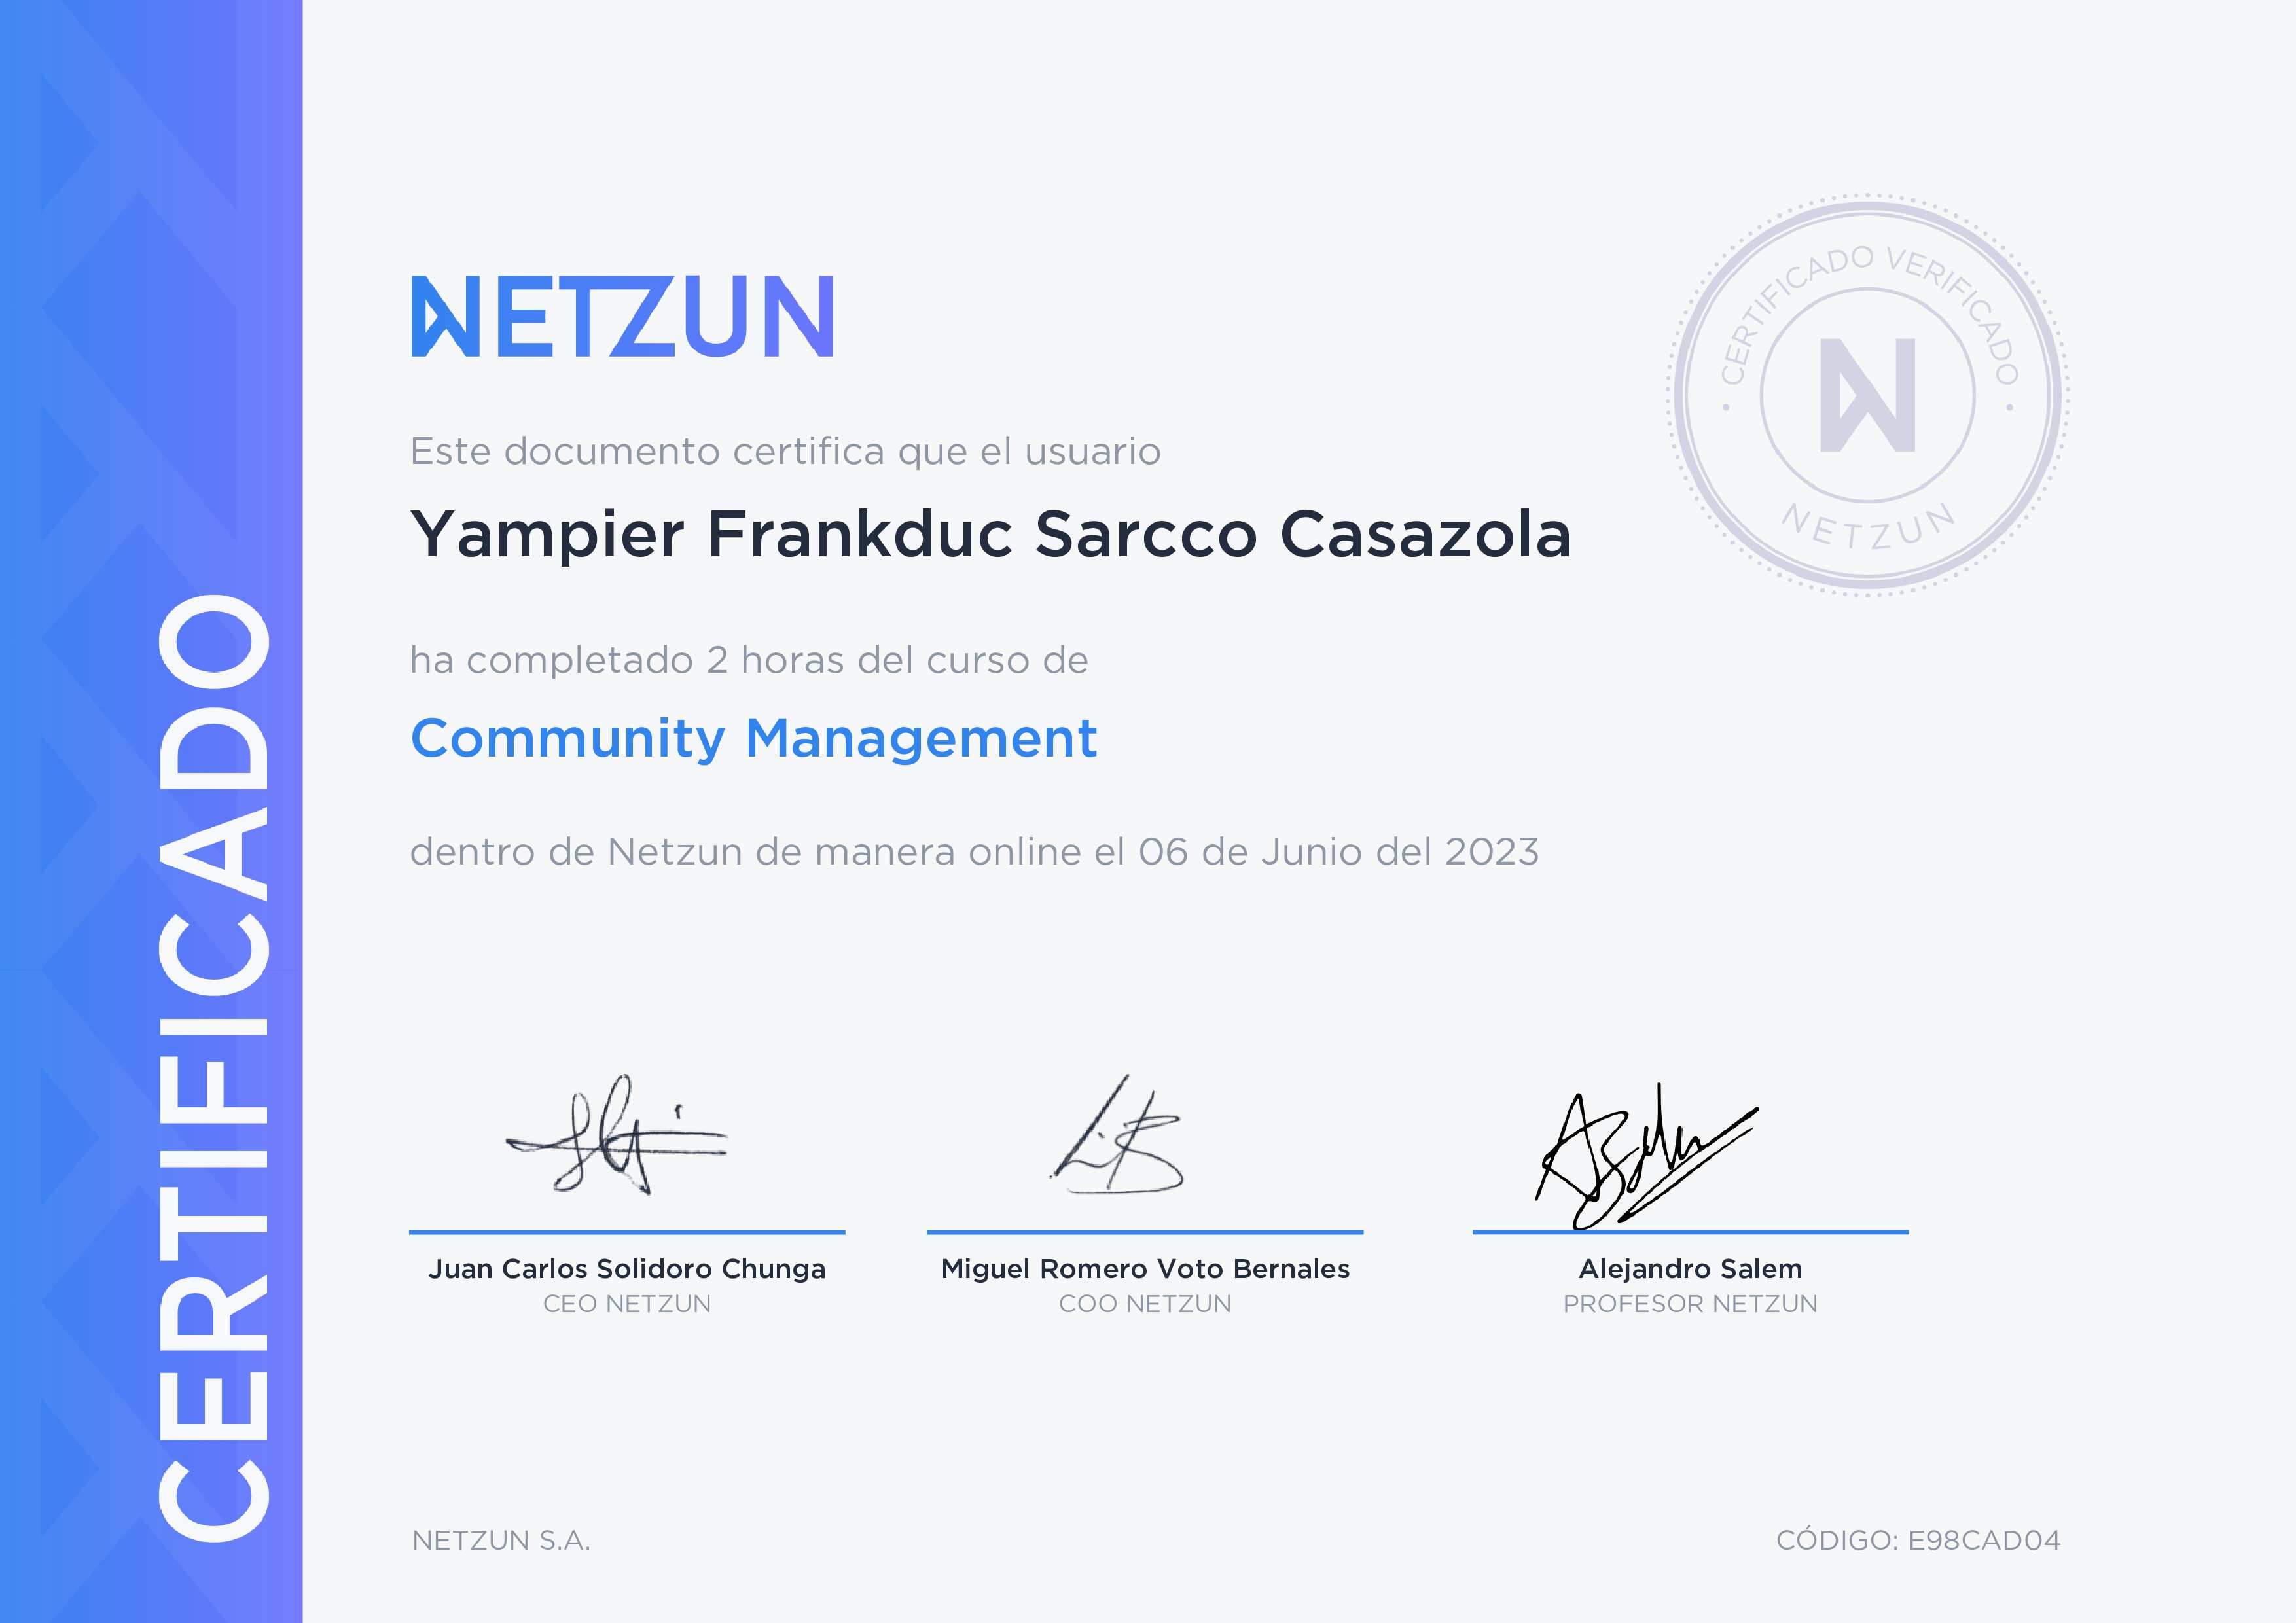 CERTIFICADO
NETZUN
CERTIFICADO VERIFICADO
N
NETZUN
Este documento certifica que el usuario
Yampier Frankduc Sarcco Casazola
ha completado 2 horas del curso de
Community Management
dentro de Netzun de manera online el 06 de Junio del 2023
Juan Carlos Solidoro Chunga
CEO NETZUN
Miguel Romero Voto Bernales
COO NETZUN
Alejandro Salem
PROFESOR NETZUN
NETZUN S.A.
CÓDIGO: E98CAD04